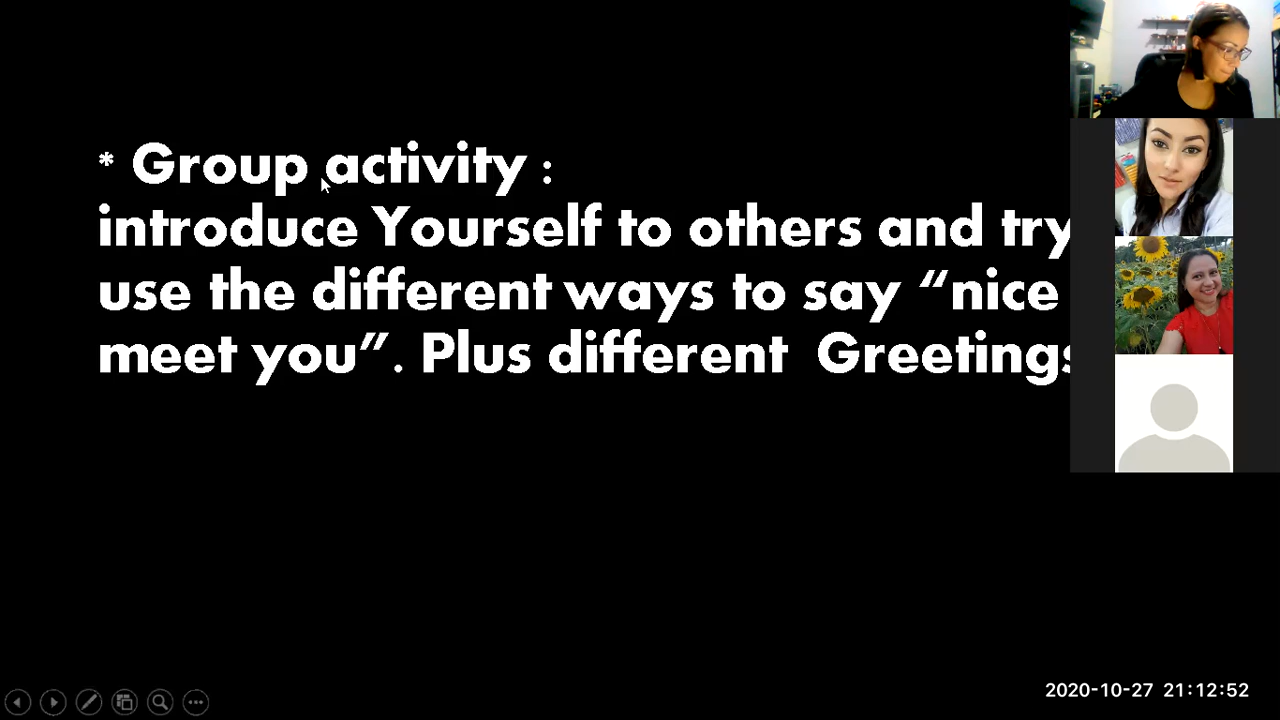 * Group activity :
introduce Yourself to others and try
use the different ways to say “nice
meet you”. Plus different Greetings
2020-10-27 21:12:52